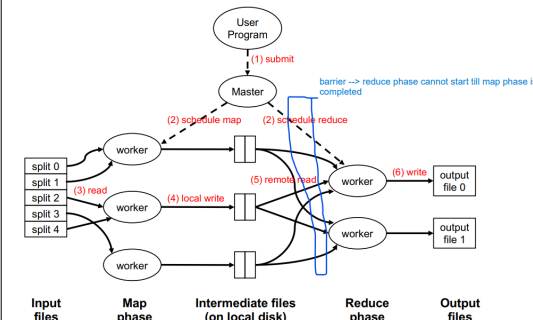 User
Program
(1) submit
Master
barrier --> reduce phase cannot start till map phase i
completed
(2) schedule map
(2) schedule reduce
worker
split 0
split 1
split 2
split 3
split 4
(3) read
worker
(4) local write
(5) remote read
worker
(6) write
output
file 0
worker
output
file 1
worker
Input
files
Map
phase
Intermediate files
(on local disk)
Reduce
phase
Output
files